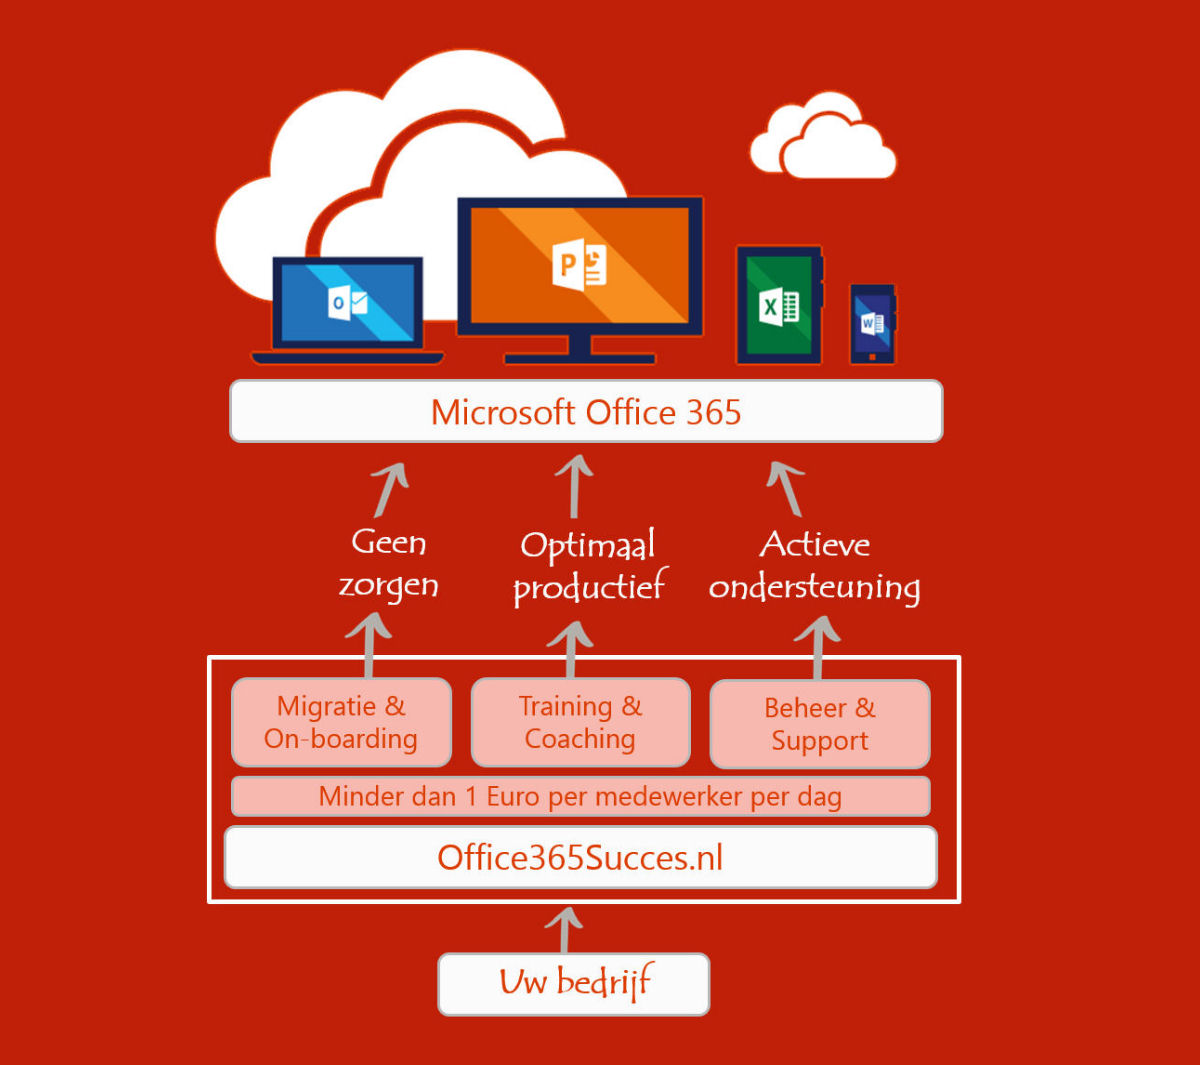 O
P
X
W
Microsoft Office 365
Geen
zorgen
Optimaal
productief
Actieve
ondersteuning
Migratie &
On-boarding
Training &
Coaching
Beheer &
Support
Minder dan 1 Euro per medewerker per dag
Office365Succes.nl
Uw bedrijf